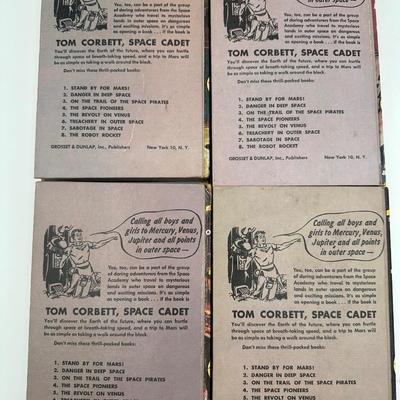 You, too, can be a part of the group
of daring adventurers from the Space
Academy who travel to mysterious
lands in outer space on dangerous
and exciting missions. It's as simple
as opening a book . . . if the book is
TOM CORBETT, SPACE CADET
You'll discover the Earth of the future, where you can hurtle
through space at breath-taking speed, and a trip to Mars will
be as simple as taking a walk around the block.
Don't miss these thrill-packed books:
1. STAND BY FOR MARS!
2. DANGER IN DEEP SPACE
3. ON THE TRAIL OF THE SPACE PIRATES
4. THE SPACE PIONEERS
5. THE REVOLT ON VENUS
6. TREACHERY IN OUTER SPACE
7. SABOTAGE IN SPACE
8. THE ROBOT ROCKET
GROSSET & DUNLAP, Inc., Publishers New York 10, N. Y.
in outer space —
You, too, can be a part of the group
of daring adventurers from the Space
Academy who travel to mysterious
lands in outer space on dangerous
and exciting missions. It's as simple
as opening a book . . . if the book is
TOM CORBETT, SPACE CADET
You'll discover the Earth of the future, where you can hurtle
through space at breath-taking speed, and a trip to Mars will
be as simple as taking a walk around the block.
Don't miss these thrill-packed books:
1. STAND BY FOR MARS!
2. DANGER IN DEEP SPACE
3. ON THE TRAIL OF THE SPACE PIRATES
4. THE SPACE PIONEERS
5. THE REVOLT ON VENUS
6. TREACHERY IN OUTER SPACE
7. SABOTAGE IN SPACE
8. THE ROBOT ROCKET
GROSSET & DUNLAP, Inc., Publishers New York 10, N. Y.
Calling all boys and
girls to Mercury, Venus,
Jupiter and all points
in outer space —
You, too, can be a part of the group
of daring adventurers from the Space
Academy who travel to mysterious
lands in outer space on dangerous
and exciting missions. It's as simple
as opening a book . . . if the book is
TOM CORBETT, SPACE CADET
You'll discover the Earth of the future, where you can hurtle
through space at breath-taking speed, and a trip to Mars will
be as simple as taking a walk around the block.
Don't miss these thrill-packed books:
1. STAND BY FOR MARS!
2. DANGER IN DEEP SPACE
3. ON THE TRAIL OF THE SPACE PIRATES
4. THE SPACE PIONEERS
5. THE REVOLT ON VENUS
Calling all boys and
girls to Mercury, Venus,
Jupiter and all points
in outer space —
You, too, can be a part of the group
of daring adventurers from the Space
Academy who travel to mysterious
lands in outer space on dangerous
and exciting missions. It's as simple
as opening a book . . . if the book is
TOM CORBETT, SPACE CADET
You'll discover the Earth of the future, where you can hurtle
through space at breath-taking speed, and a trip to Mars will
be as simple as taking a walk around the block.
Don't miss these thrill-packed books:
1. STAND BY FOR MARS!
2. DANGER IN DEEP SPACE
3. ON THE TRAIL OF THE SPACE PIRATES
4. THE SPACE PIONEERS
5. THE REVOLT ON VENUS